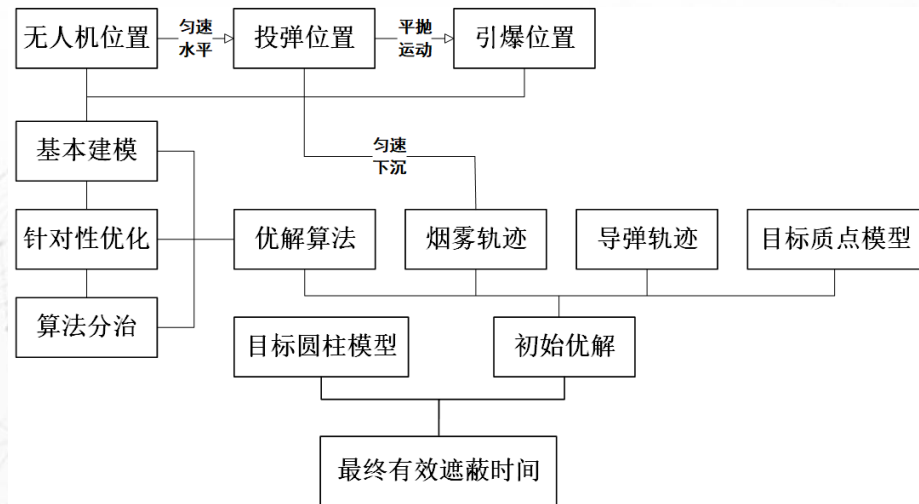 无人机位置
匀速
水平
投弹位置
平抛
运动
引爆位置
基本建模
匀速
下沉
针对性优化
优解算法
烟雾轨迹
导弹轨迹
目标质点模型
算法分治
目标圆柱模型
初始优解
最终有效遮蔽时间